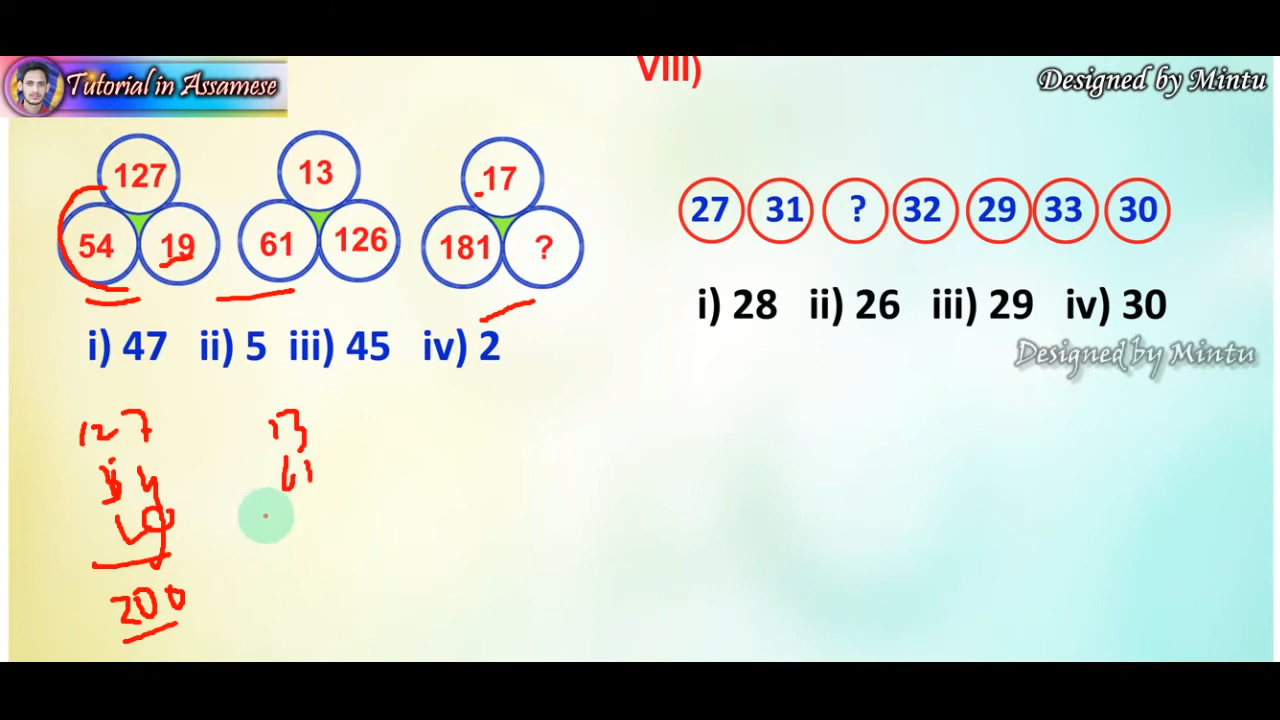 VIII)
Tutorial in Assamese
Designed by Mintu
127
13
17
54 19
61 126
181 ?
27 31 ? 32 29 33 30
i) 47 ii) 5 iii) 45 iv) 2
i) 28 ii) 26 iii) 29 iv) 30
Designed by Mintu
127
54
200
13
61